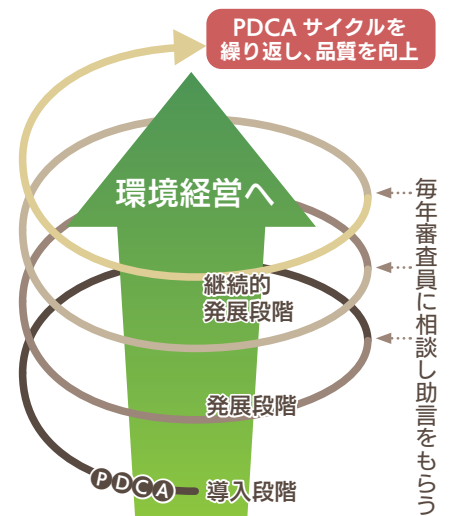 PDCA サイクルを
繰り返し、品質を向上
環境経営へ
継続的
発展段階
発展段階
PDCA
導入段階
毎年審査員に相談し助言をもらう